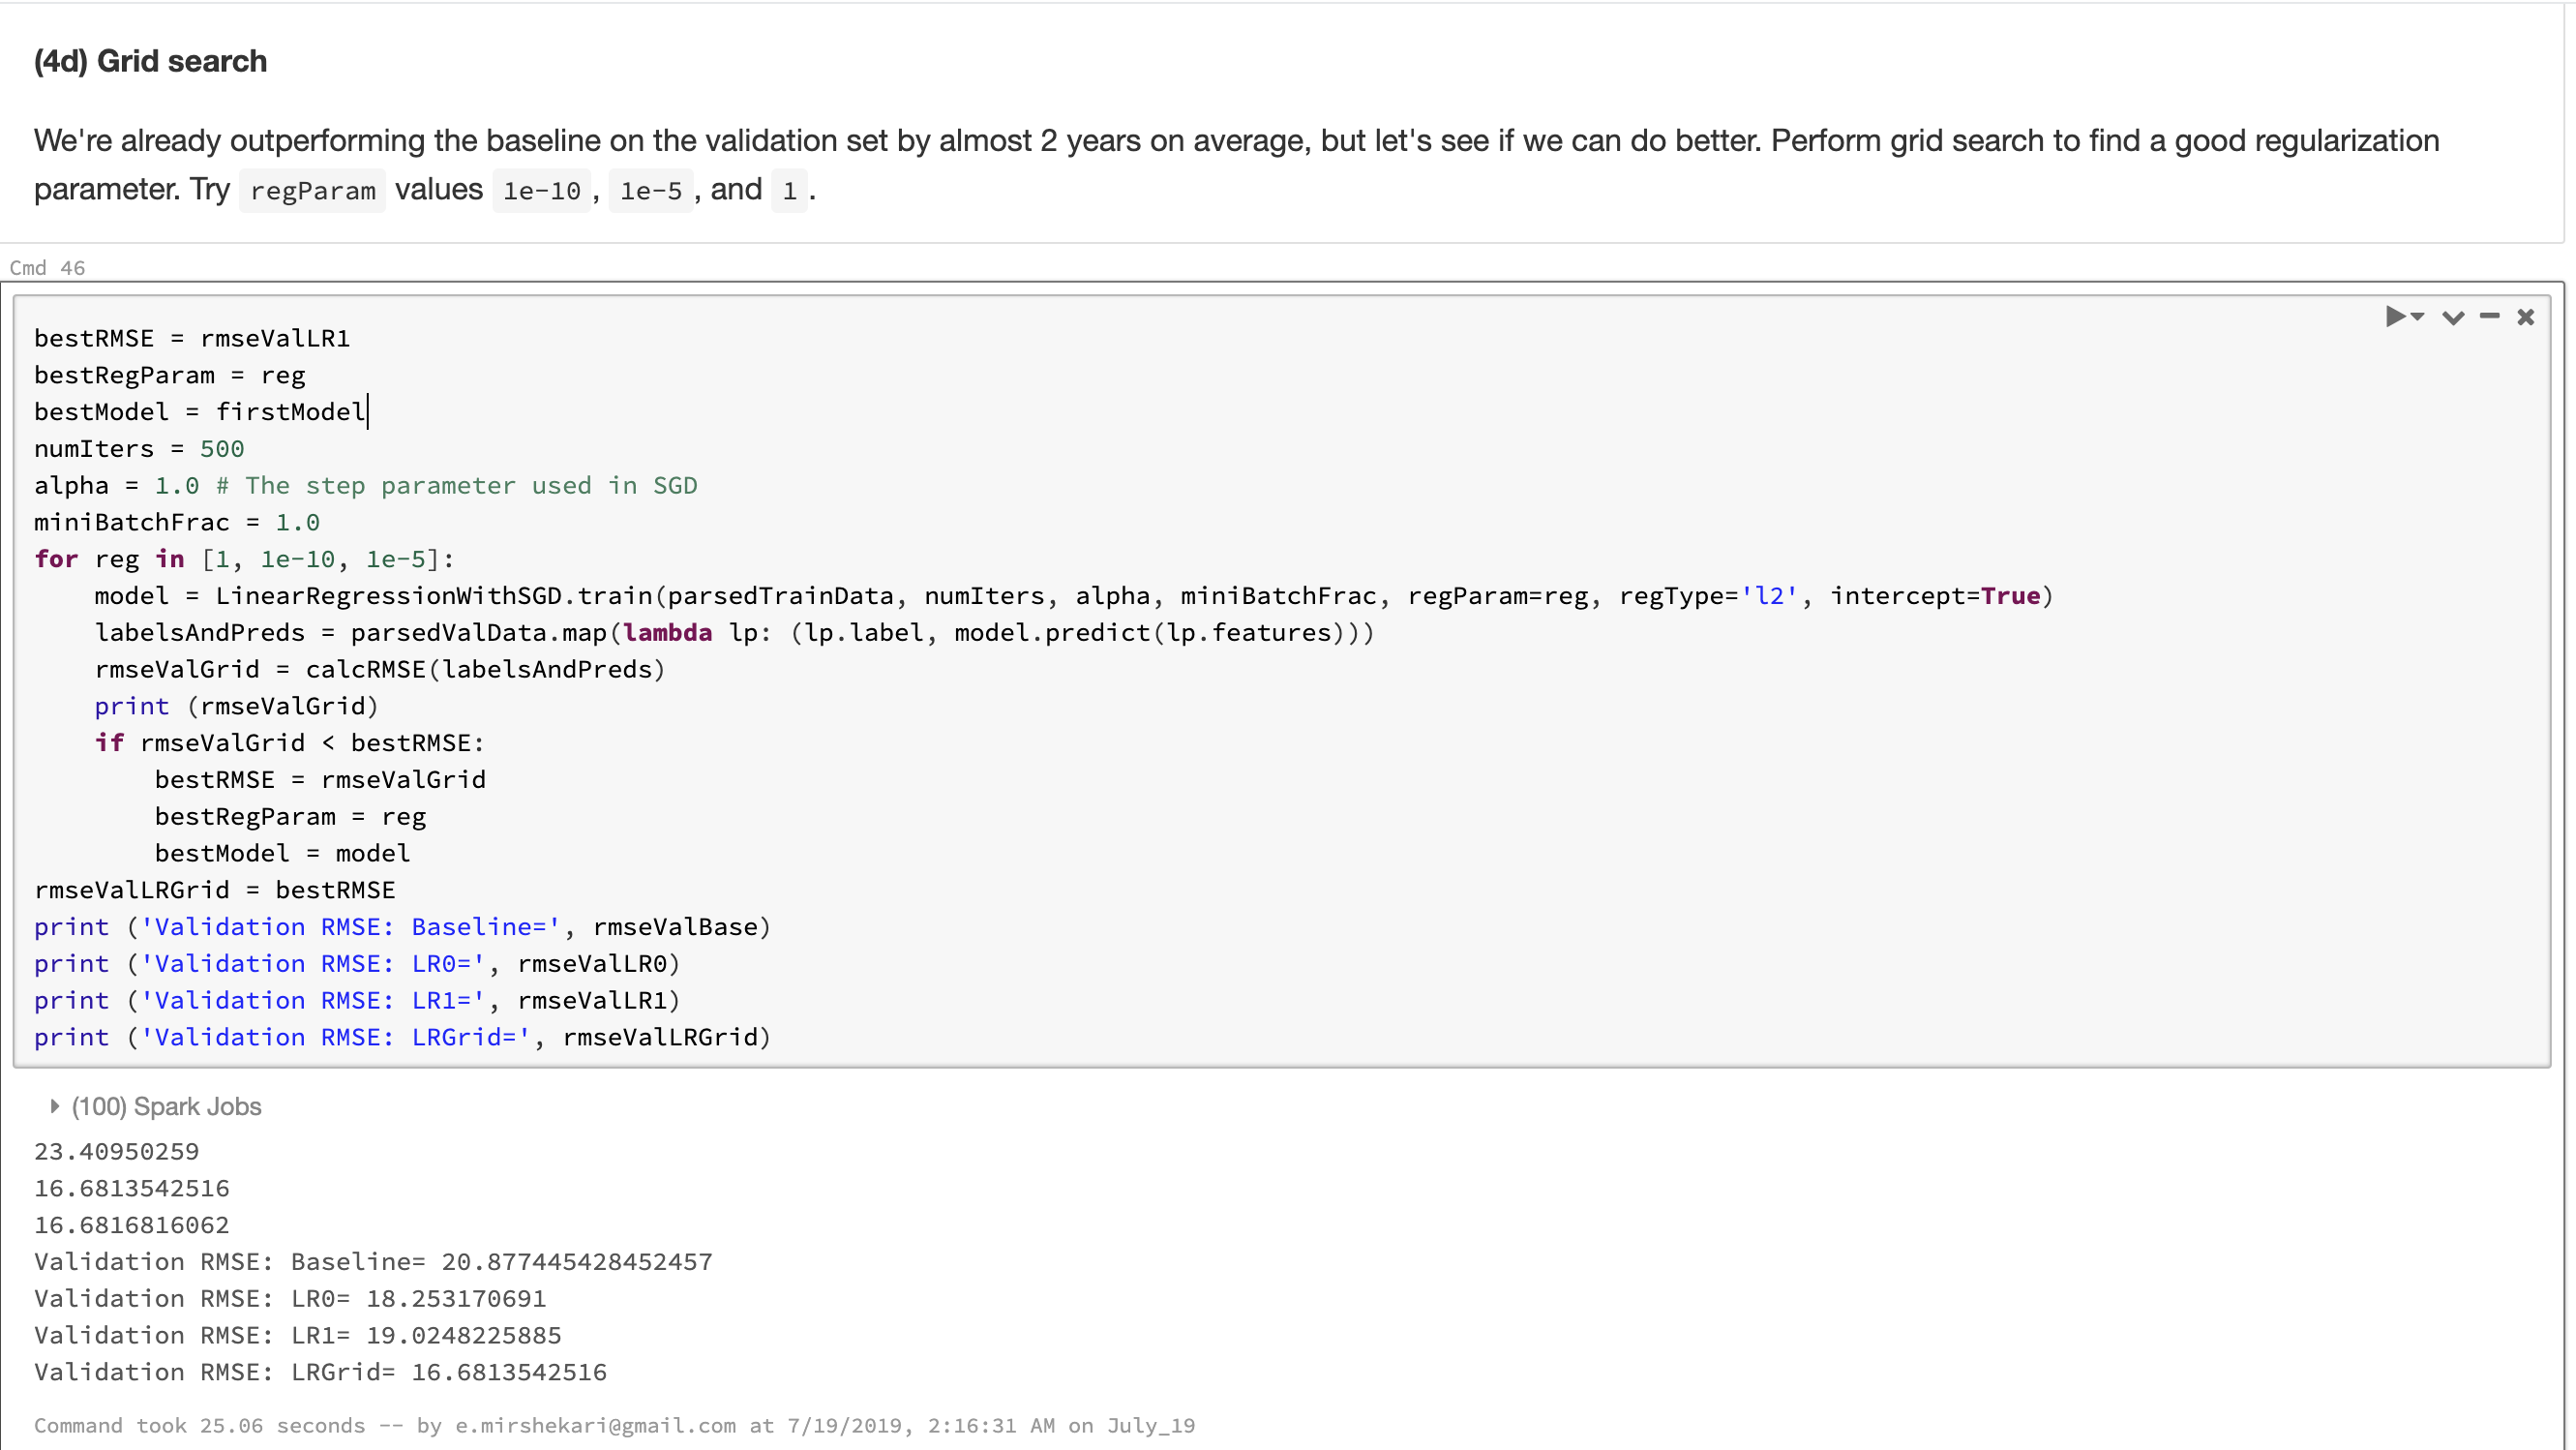 (4d) Grid search
We're already outperforming the baseline on the validation set by almost 2 years on average, but let's see if we can do better. Perform grid search to find a good regularization
parameter. Try regParam values 1e-10 , 1e-5 , and 1 .
Cmd 46
bestRMSE = rmseValLR1
bestRegParam = reg
bestModel = firstModel
numIters = 500
alpha = 1.0 # The step parameter used in SGD
miniBatchFrac = 1.0
for reg in [1, 1e-10, 1e-5]:
    model = LinearRegressionWithSGD.train(parsedTrainData, numIters, alpha, miniBatchFrac, regParam=reg, regType='l2', intercept=True)
    labelsAndPreds = parsedValData.map(lambda lp: (lp.label, model.predict(lp.features)))
    rmseValGrid = calcRMSE(labelsAndPreds)
    print (rmseValGrid)
    if rmseValGrid < bestRMSE:
        bestRMSE = rmseValGrid
        bestRegParam = reg
        bestModel = model
rmseValLRGrid = bestRMSE
print ('Validation RMSE: Baseline=', rmseValBase)
print ('Validation RMSE: LR0=', rmseValLR0)
print ('Validation RMSE: LR1=', rmseValLR1)
print ('Validation RMSE: LRGrid=', rmseValLRGrid)
(100) Spark Jobs
23.40950259
16.6813542516
16.6816816062
Validation RMSE: Baseline= 20.877445428452457
Validation RMSE: LR0= 18.253170691
Validation RMSE: LR1= 19.0248225885
Validation RMSE: LRGrid= 16.6813542516
Command took 25.06 seconds -- by e.mirshekari@gmail.com at 7/19/2019, 2:16:31 AM on July_19